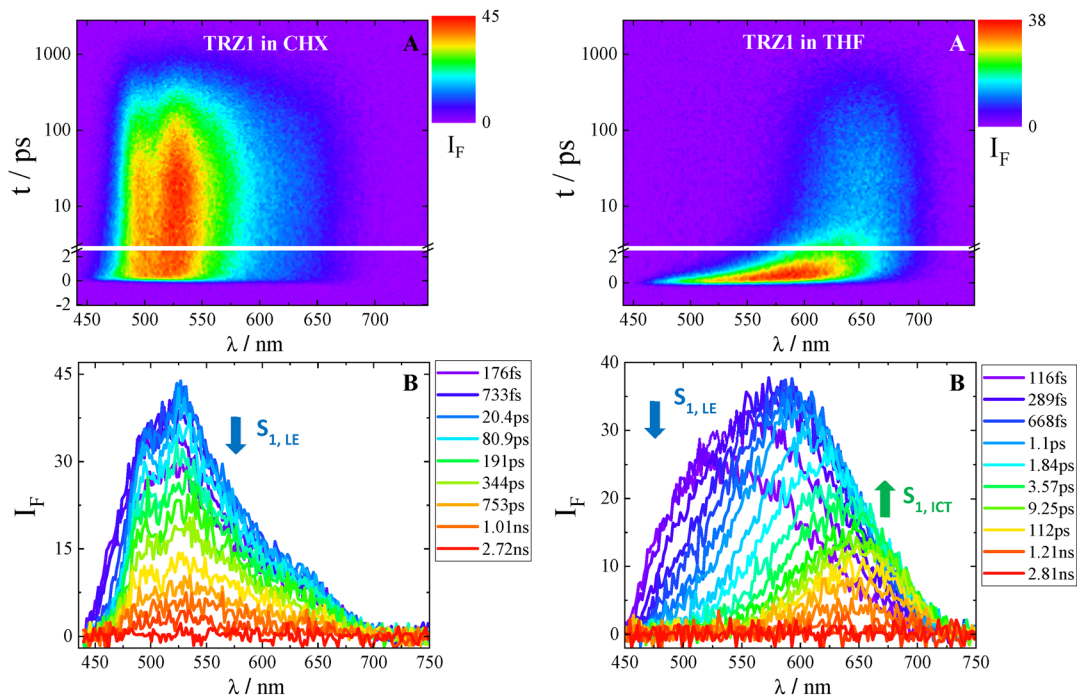 45
TRZ1 in CHX
A
1000
100
10
2
0
-2
t / ps
450 500 550 600 650 700
λ / nm
0
I_F
38
TRZ1 in THF
A
1000
100
10
2
0
-2
t / ps
450 500 550 600 650 700
λ / nm
0
I_F
B
S1, LE
45
30
15
0
I_F
450 500 550 600 650 700 750
λ / nm
176fs
733fs
20.4ps
80.9ps
191ps
344ps
753ps
1.01ns
2.72ns
B
S1, LE
S1, ICT
40
30
20
10
0
I_F
450 500 550 600 650 700 750
λ / nm
116fs
289fs
668fs
1.1ps
1.84ps
3.57ps
9.25ps
112ps
1.21ns
2.81ns